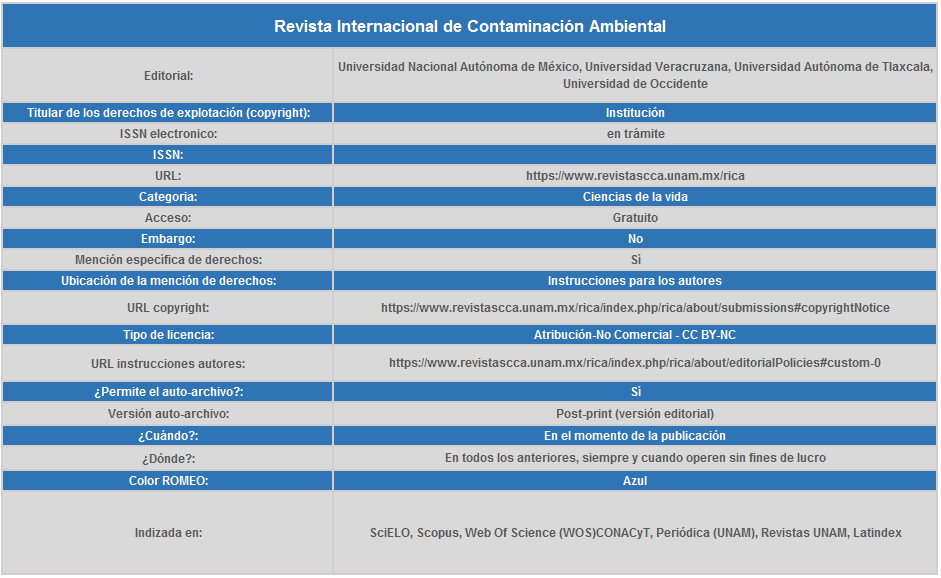 Revista Internacional de Contaminación Ambiental
Editorial: Universidad Nacional Autónoma de México, Universidad Veracruzana, Universidad Autónoma de Tlaxcala,
Universidad de Occidente
Titular de los derechos de explotación (copyright): Institución
ISSN electronico: en trámite
ISSN:
URL: https://www.revistascca.unam.mx/rica
Categoria: Ciencias de la vida
Acceso: Gratuito
Embargo: No
Mención especifica de derechos: Sí
Ubicación de la mención de derechos: Instrucciones para los autores
URL copyright: https://www.revistascca.unam.mx/rica/index.php/rica/about/submissions#copyrightNotice
Tipo de licencia: Atribución-No Comercial - CC BY-NC
URL instrucciones autores: https://www.revistascca.unam.mx/rica/index.php/rica/about/editorialPolicies#custom-0
¿Permite el auto-archivo?: Sí
Versión auto-archivo: Post-print (versión editorial)
¿Cuándo?: En el momento de la publicación
¿Dónde?: En todos los anteriores, siempre y cuando operen sin fines de lucro
Color ROMEO: Azul
Indizada en: SciELO, Scopus, Web Of Science (WOS)CONACyT, Periódica (UNAM), Revistas UNAM, Latindex